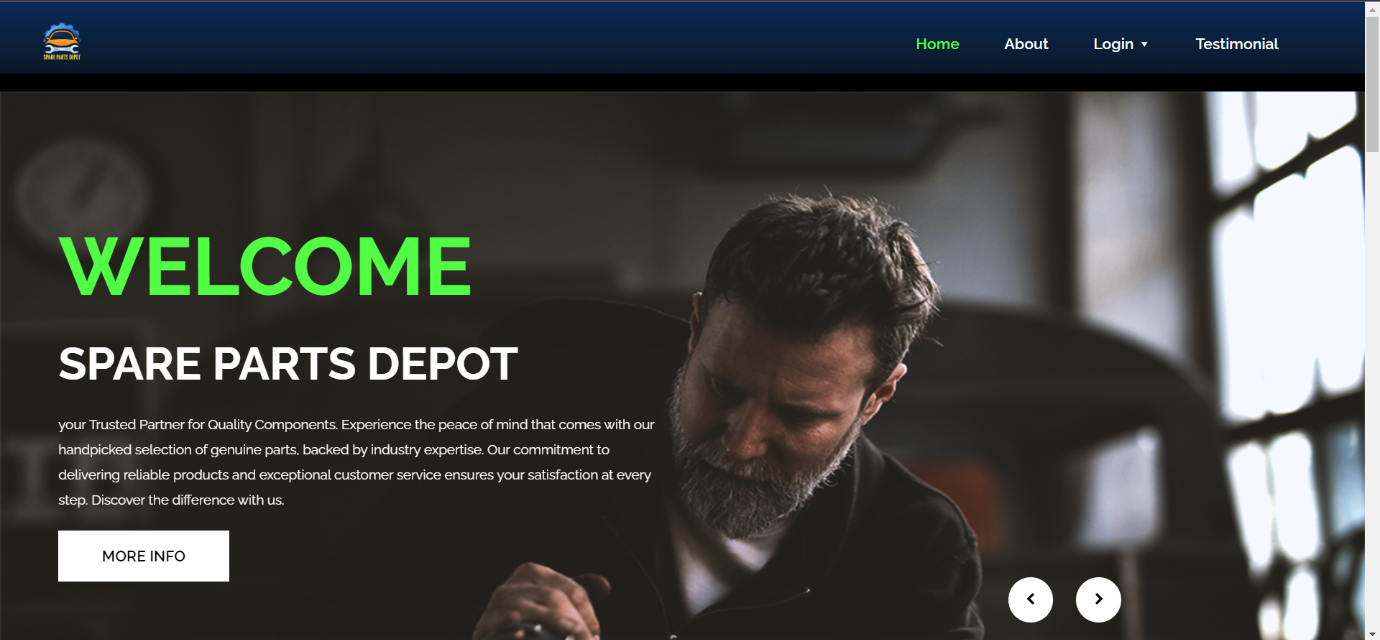 SPARE PARTS DEPOT
Home About Login Testimonial
WELCOME
SPARE PARTS DEPOT
your Trusted Partner for Quality Components. Experience the peace of mind that comes with our
handpicked selection of genuine parts, backed by industry expertise. Our commitment to
delivering reliable products and exceptional customer service ensures your satisfaction at every
step. Discover the difference with us.
MORE INFO